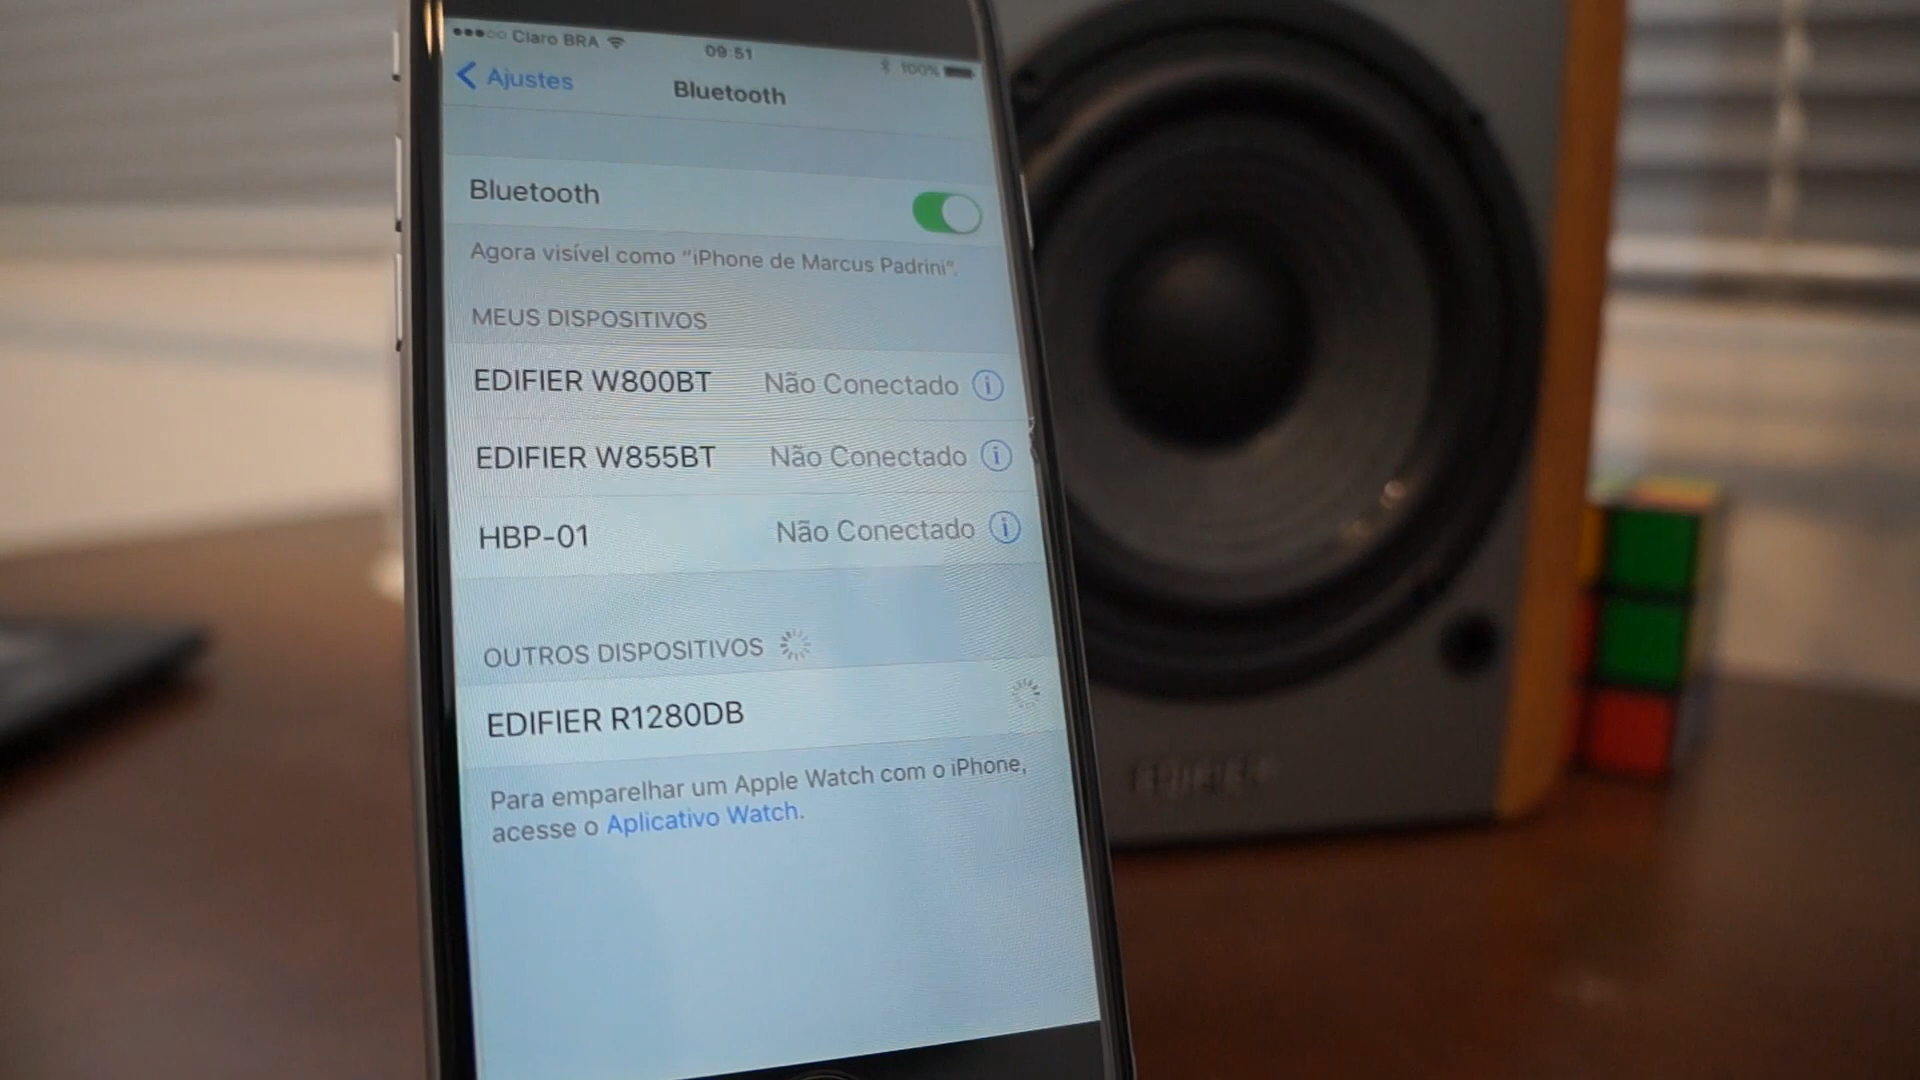 Claro BRA
09:51
100%
Ajustes
Bluetooth
Bluetooth
Agora visível como "iPhone de Marcus Padrini".
MEUS DISPOSITIVOS
EDIFIER W800BT Não Conectado
EDIFIER W855BT Não Conectado
HBP-01 Não Conectado
OUTROS DISPOSITIVOS
EDIFIER R1280DB
Para emparelhar um Apple Watch com o iPhone,
acesse o Aplicativo Watch.
EDIFIER